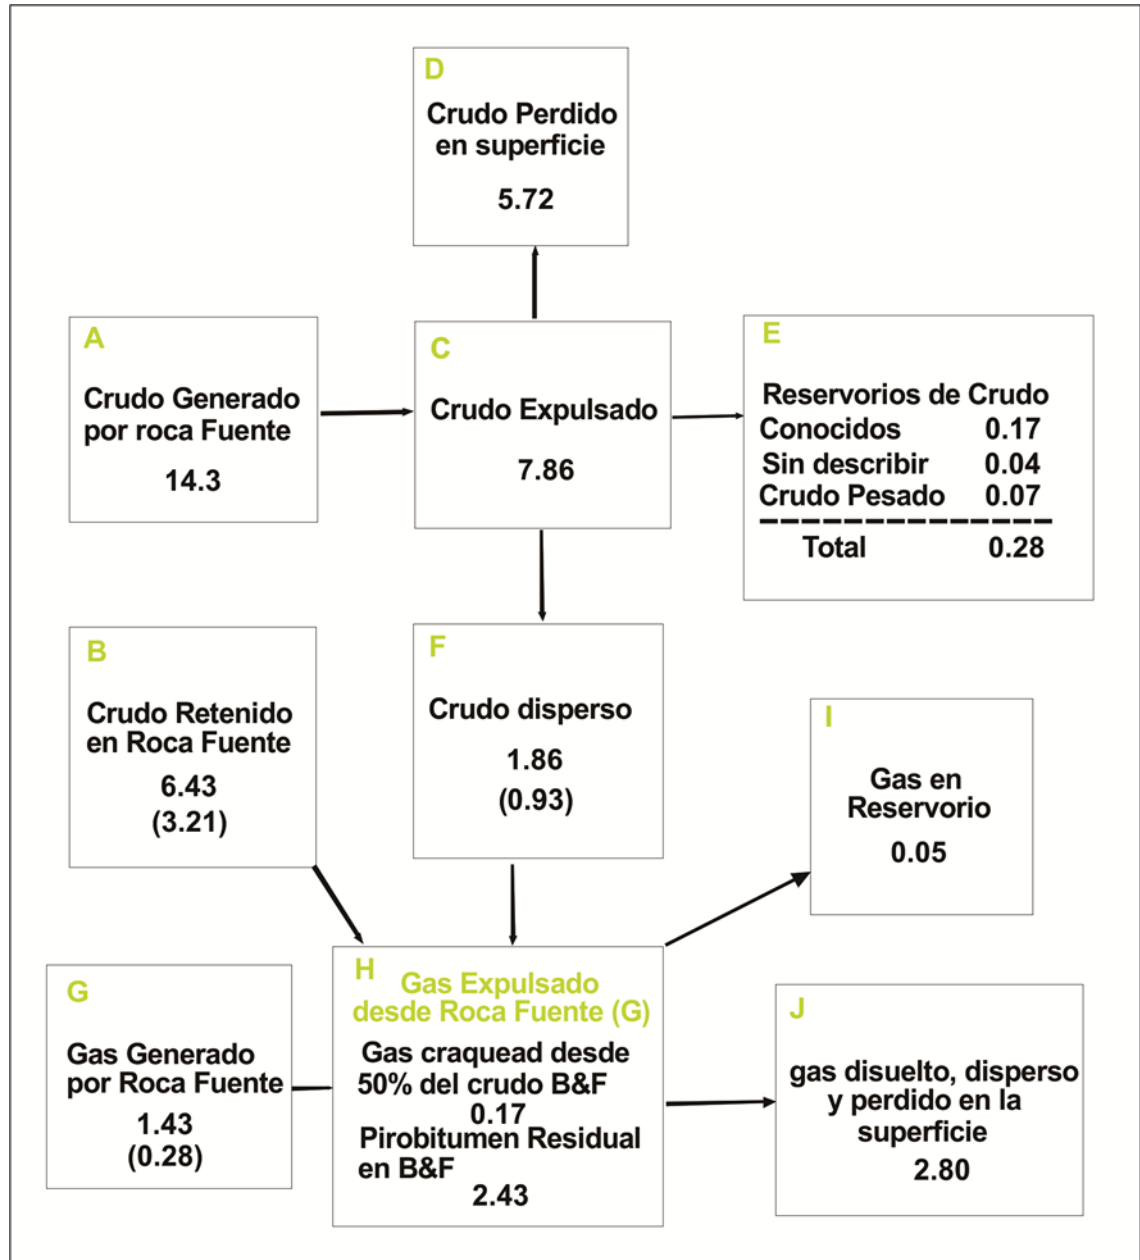 D
Crudo Perdido
en superficie
5.72
A
Crudo Generado
por roca Fuente
14.3
C
Crudo Expulsado
7.86
E
Reservorios de Crudo
Conocidos 0.17
Sin describir 0.04
Crudo Pesado 0.07
Total 0.28
B
Crudo Retenido
en Roca Fuente
6.43
(3.21)
F
Crudo disperso
1.86
(0.93)
I
Gas en
Reservorio
0.05
G
Gas Generado
por Roca Fuente
1.43
(0.28)
H
Gas Expulsado
desde Roca Fuente (G)
Gas craquead desde
50% del crudo B&F
0.17
Pirobitumen Residual
en B&F
2.43
J
gas disuelto, disperso
y perdido en la
superficie
2.80